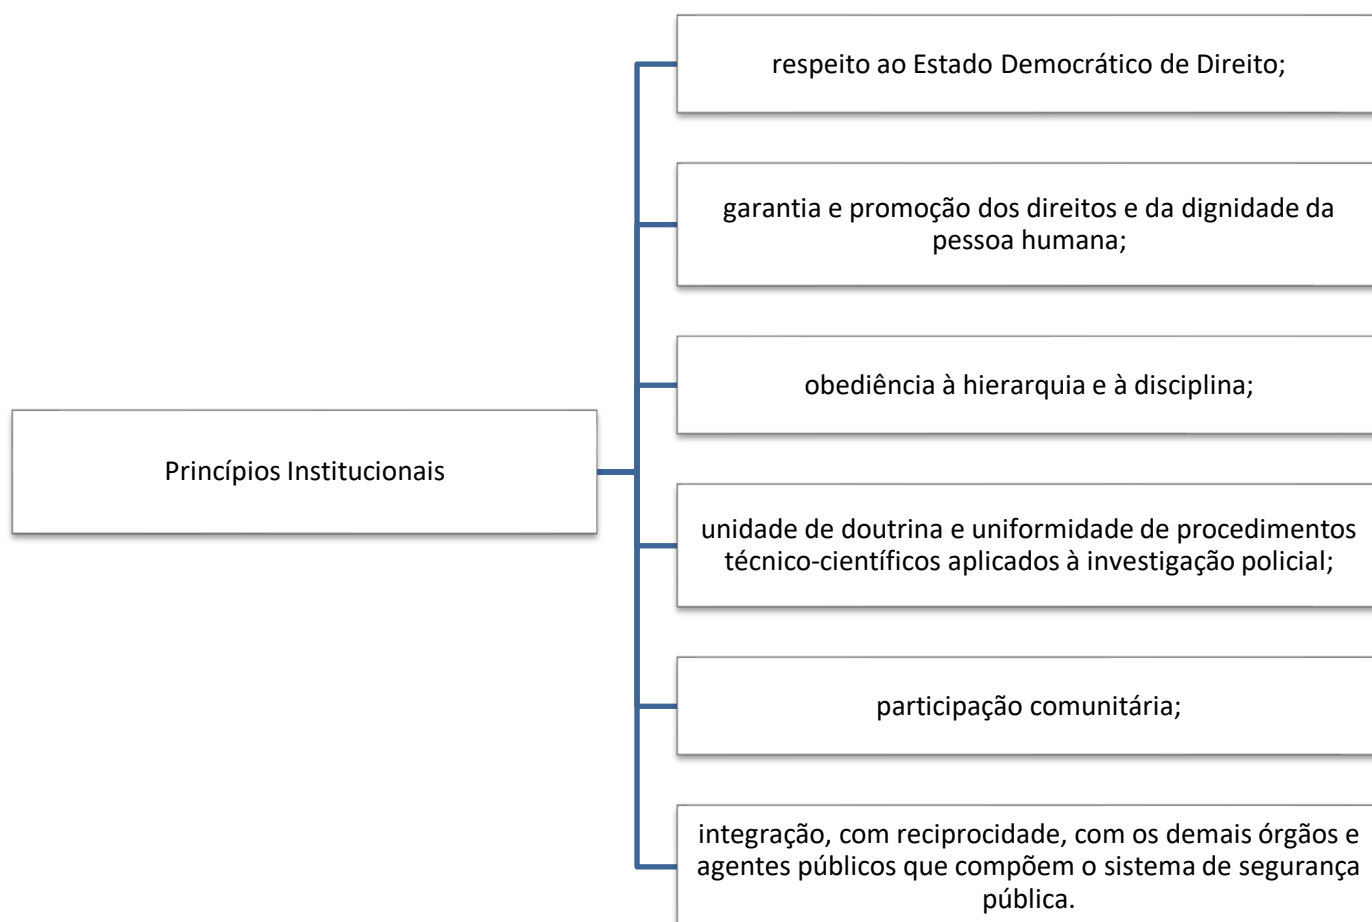 respeito ao Estado Democrático de Direito;
garantia e promoção dos direitos e da dignidade da
pessoa humana;
obediência à hierarquia e à disciplina;
Princípios Institucionais
unidade de doutrina e uniformidade de procedimentos
técnico-científicos aplicados à investigação policial;
participação comunitária;
integração, com reciprocidade, com os demais órgãos e
agentes públicos que compõem o sistema de segurança
pública.